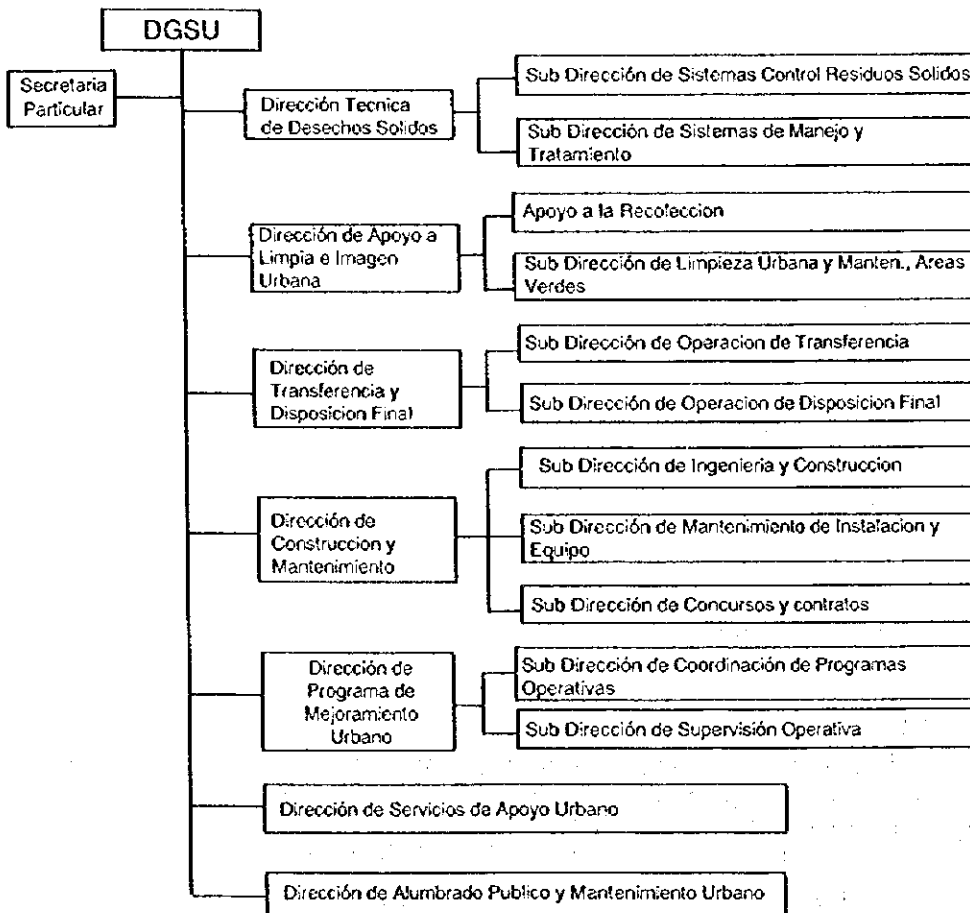 DGSU
Secretaria
Particular
Dirección Tecnica
de Desechos Solidos
Sub Dirección de Sistemas Control Residuos Solidos
Sub Dirección de Sistemas de Manejo y
Tratamiento
Dirección de Apoyo a
Limpia e Imagen
Urbana
Apoyo a la Recoleccion
Sub Dirección de Limpieza Urbana y Manten., Areas
Verdes
Dirección de
Transferencia y
Disposicion Final
Sub Dirección de Operacion de Transferencia
Sub Dirección de Operacion de Disposicion Final
Dirección de
Construccion y
Mantenimiento
Sub Dirección de Ingenieria y Construccion
Sub Dirección de Mantenimiento de Instalacion y
Equipo
Sub Dirección de Concursos y contratos
Dirección de
Programa de
Mejoramiento
Urbano
Sub Dirección de Coordinación de Programas
Operativas
Sub Dirección de Supervisión Operativa
Dirección de Servicios de Apoyo Urbano
Dirección de Alumbrado Publico y Mantenimiento Urbano